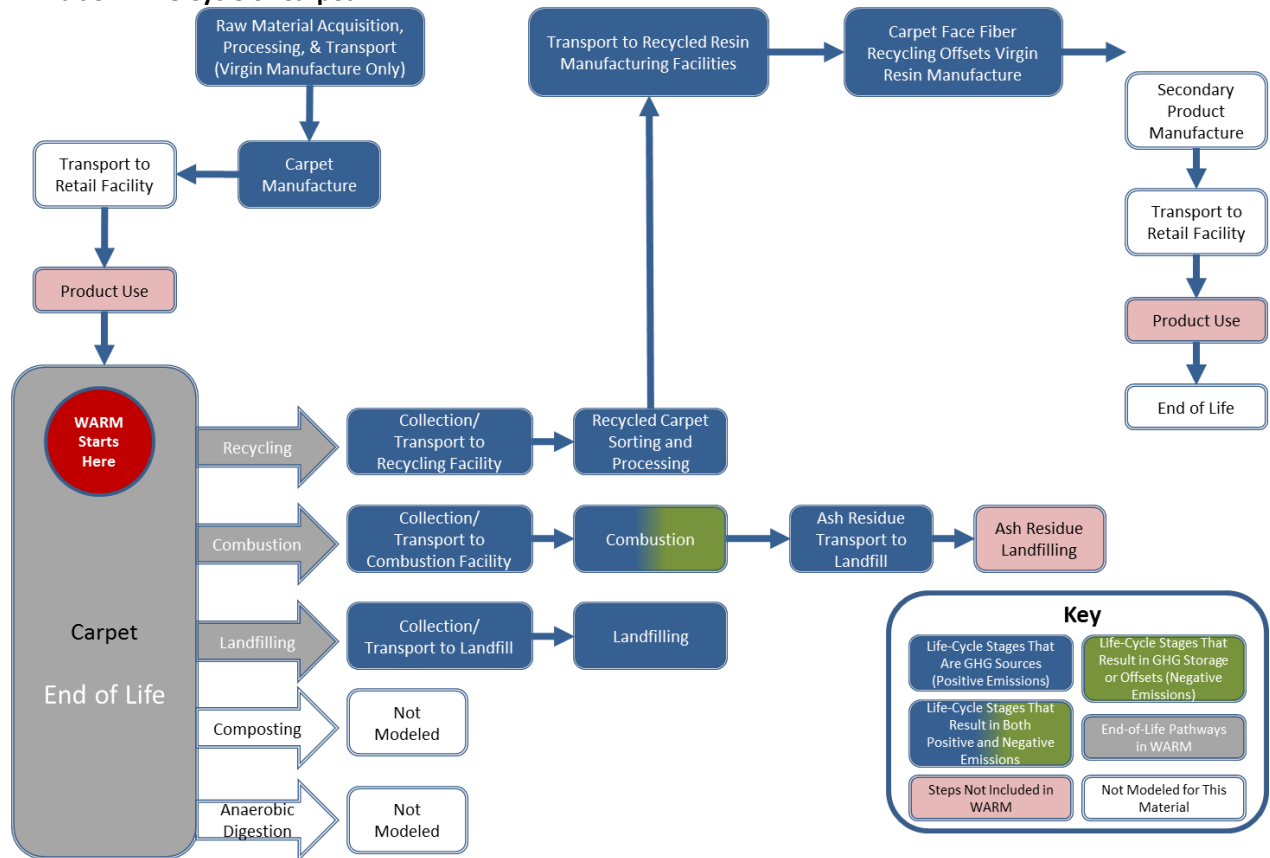 Raw Material Acquisition,
Processing, & Transport
(Virgin Manufacture Only)
Transport to Recycled Resin
Manufacturing Facilities
Carpet Face Fiber
Recycling Offsets Virgin
Resin Manufacture
Secondary
Product
Manufacture
Transport to
Retail Facility
Carpet
Manufacture
Transport to
Retail Facility
Product Use
Product Use
End of Life
WARM
Starts
Here
Carpet
End of Life
Recycling
Collection/
Transport to
Recycling Facility
Recycled Carpet
Sorting and
Processing
Combustion
Collection/
Transport to
Combustion Facility
Combustion
Ash Residue
Transport to
Landfill
Ash Residue
Landfilling
Landfilling
Collection/
Transport to Landfill
Landfilling
Composting
Not
Modeled
Anaerobic
Digestion
Not
Modeled
Key
Life-Cycle Stages That
Are GHG Sources
(Positive Emissions)
Life-Cycle Stages That
Result in GHG Storage
or Offsets (Negative
Emissions)
Life-Cycle Stages That
Result in Both
Positive and Negative
Emissions
End-of-Life Pathways
in WARM
Steps Not Included in
WARM
Not Modeled for This
Material